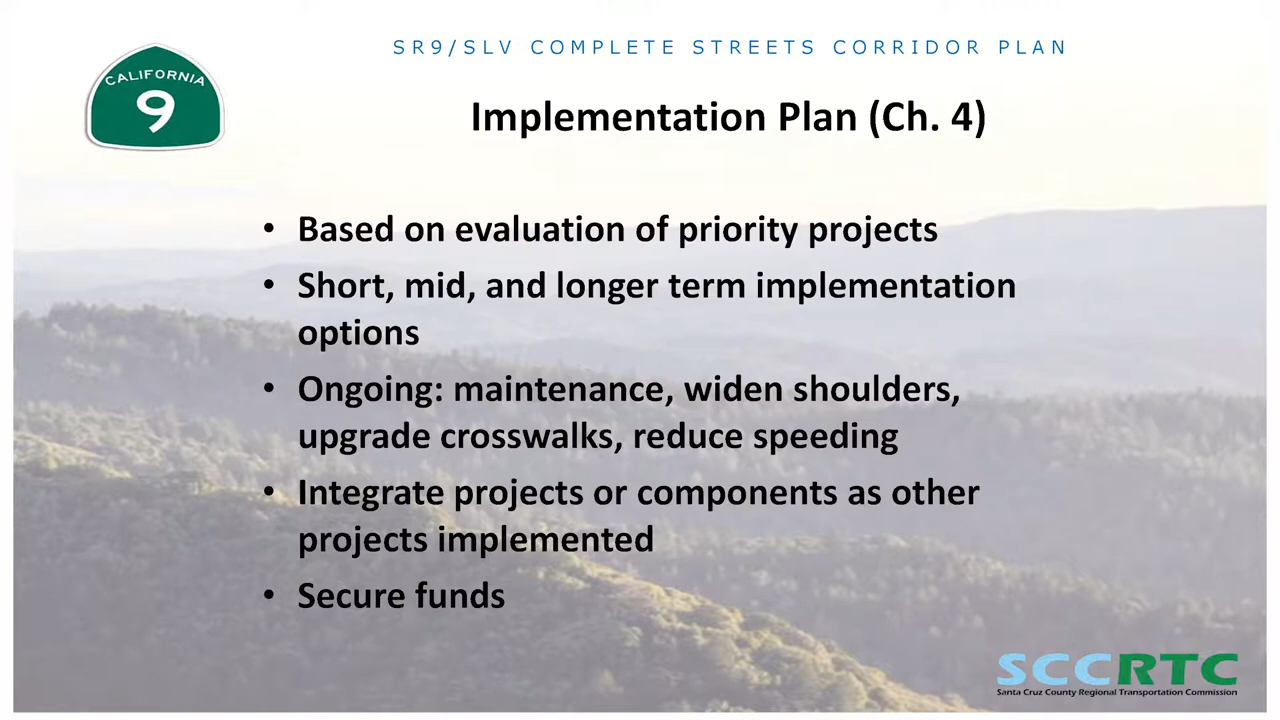 SR9/SLV COMPLETE STREETS CORRIDOR PLAN
CALIFORNIA
9
Implementation Plan (Ch. 4)
• Based on evaluation of priority projects
• Short, mid, and longer term implementation
options
• Ongoing: maintenance, widen shoulders,
upgrade crosswalks, reduce speeding
• Integrate projects or components as other
projects implemented
• Secure funds
SCCRTC
Santa Cruz County Regional Transportation Commission